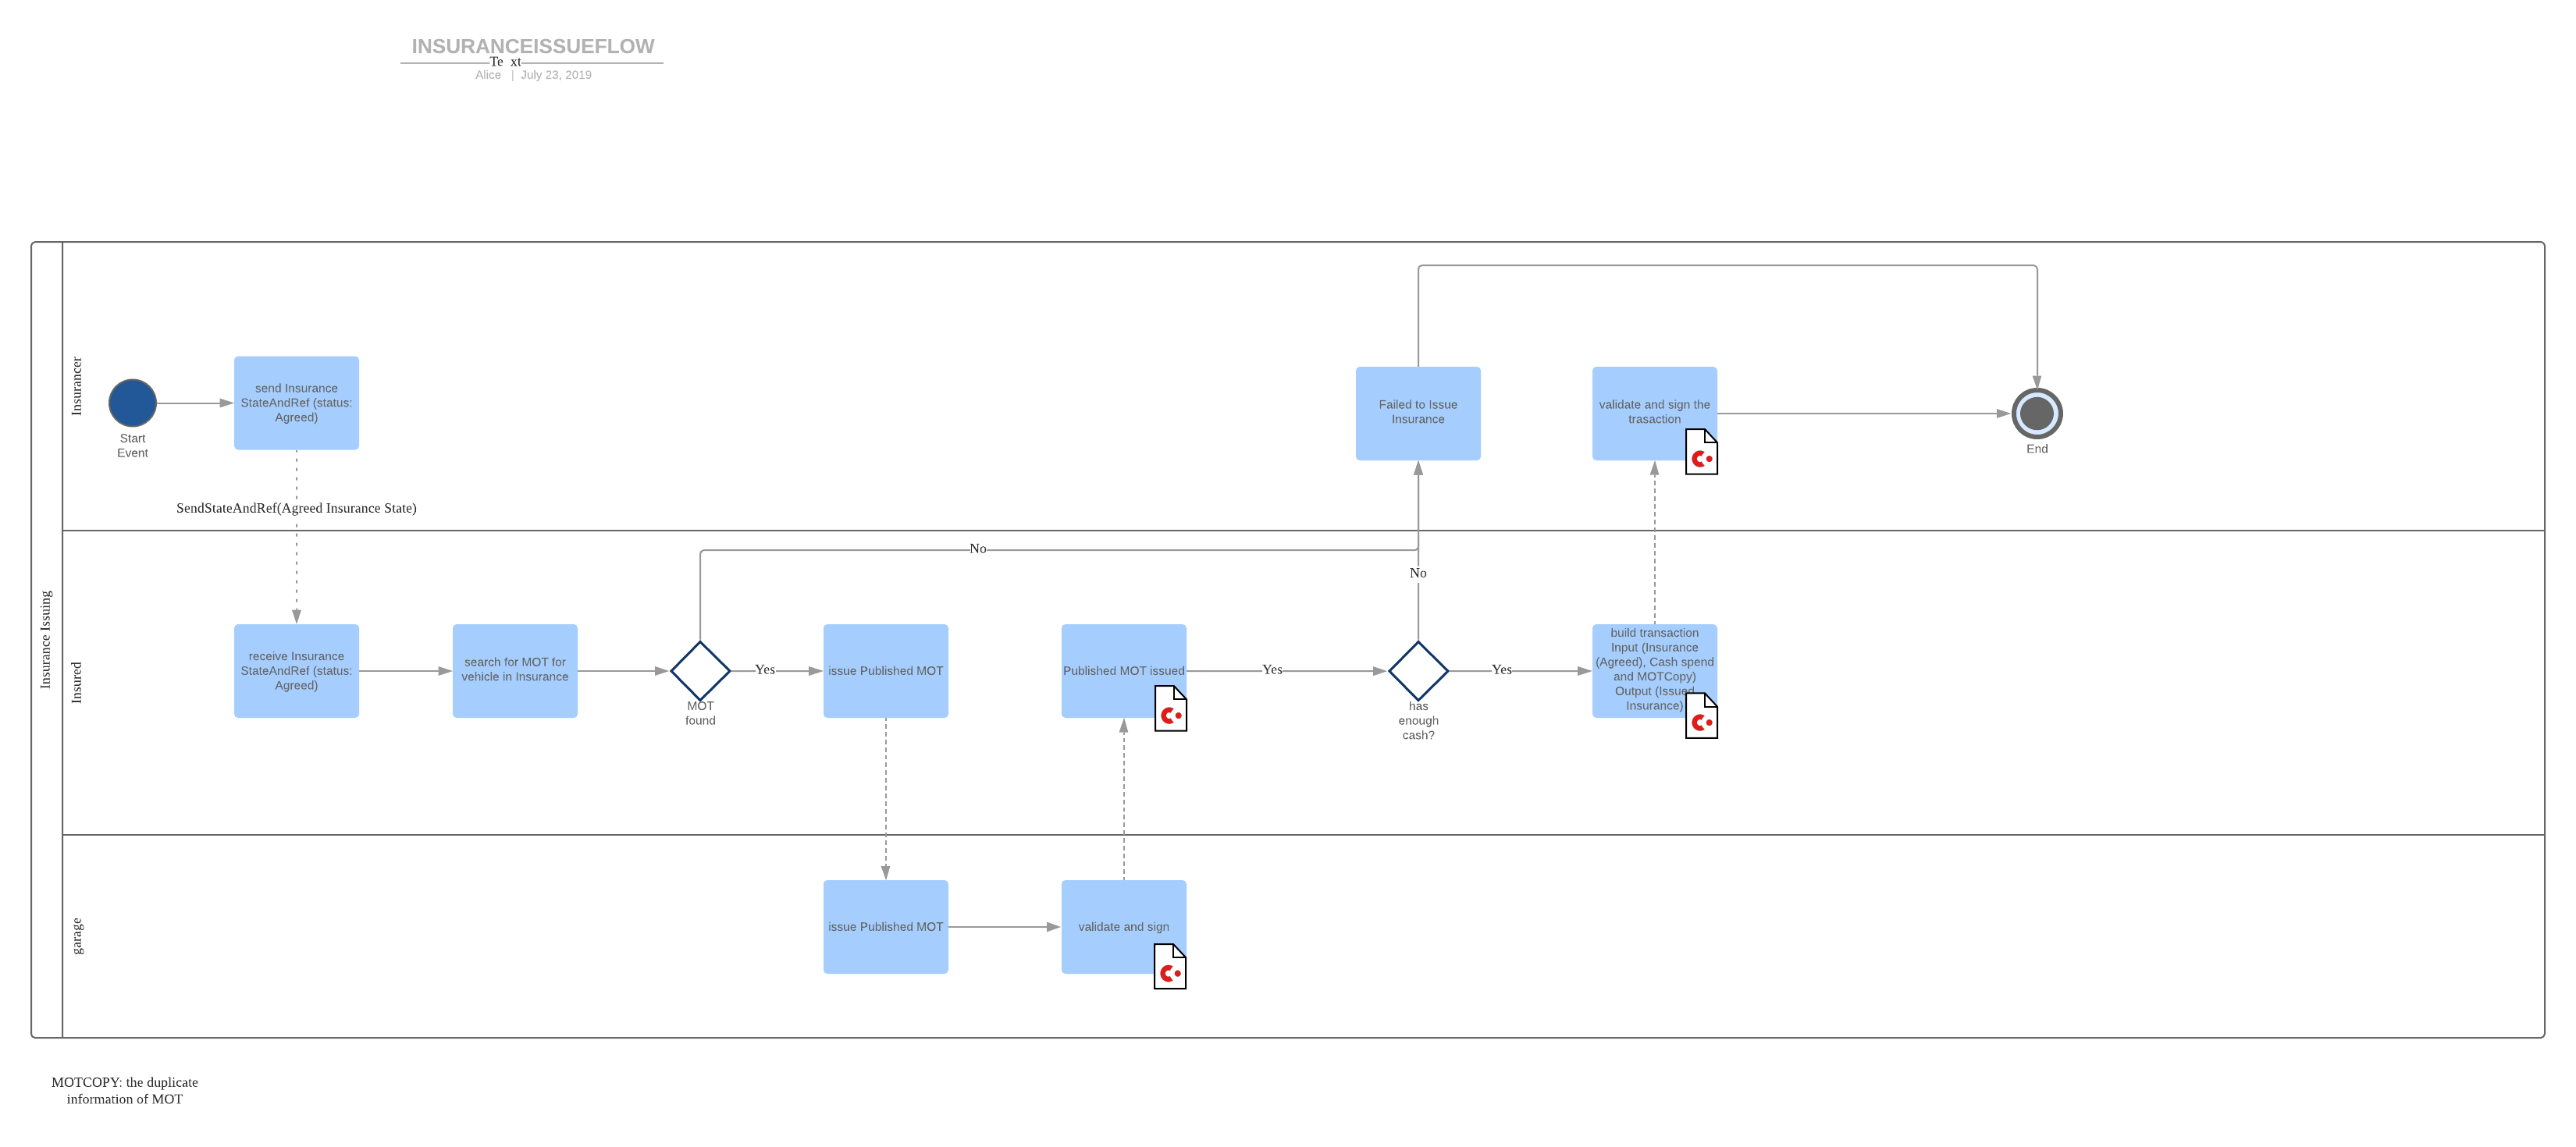 INSURANCEISSUEFLOW
Te xt
Alice | July 23, 2019
Insurance Issuing
Insurancer
Start
Event
send Insurance
StateAndRef (status:
Agreed)
SendStateAndRef(Agreed Insurance State)
Failed to Issue
Insurance
validate and sign the
trasaction
End
Insured
receive Insurance
StateAndRef (status:
Agreed)
search for MOT for
vehicle in Insurance
MOT
found
No
Yes
issue Published MOT
Published MOT issued
Yes
No
has
enough
cash?
Yes
build transaction
Input (Insurance
(Agreed), Cash spend
and MOTCopy)
Output (Issued
Insurance)
garage
issue Published MOT
validate and sign
MOTCOPY: the duplicate
information of MOT